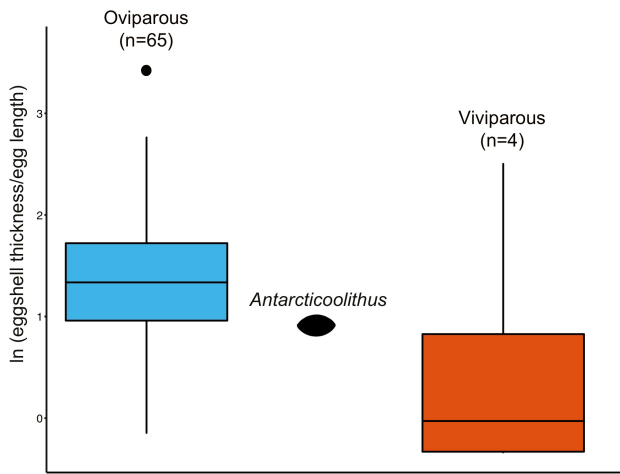 Oviparous
(n=65)
Viviparous
(n=4)
Antarcticoolithus
ln (eggshell thickness/egg length)
3
2
1
0